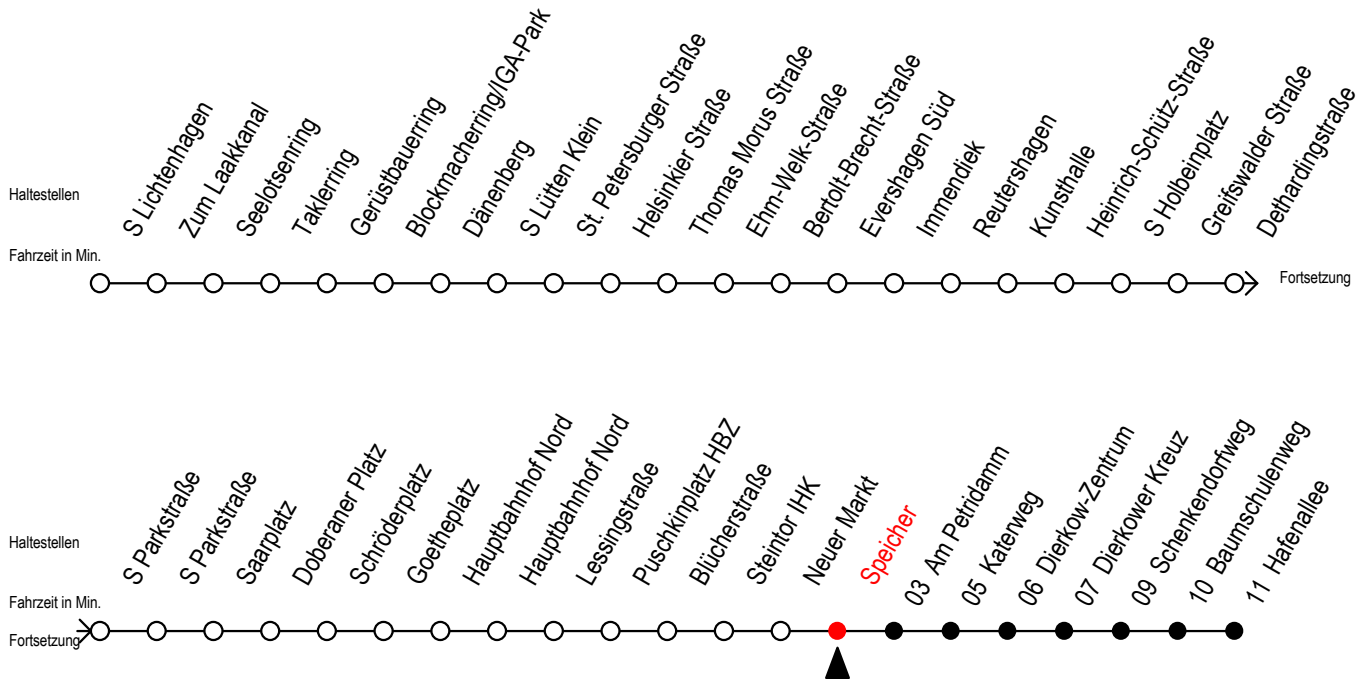 Haltestellen
S Lichtenhagen
Zum Laakkanal
Seelotsenring
Taklerring
Gerüstbauerring
Blockmacherring/IGA-Park
Dänenberg
S Lütten Klein
St. Petersburger Straße
Helsinkier Straße
Thomas Morus Straße
Ehm-Welk-Straße
Bertolt-Brecht-Straße
Evershagen Süd
Immendiek
Reutershagen
Kunsthalle
Heinrich-Schütz-Straße
S Holbeinplatz
Greifswalder Straße
Dethardingstraße
Fahrzeit in Min.
Fortsetzung
Haltestellen
S Parkstraße
S Parkstraße
Saarplatz
Doberaner Platz
Schröderplatz
Goetheplatz
Hauptbahnhof Nord
Hauptbahnhof Nord
Lessingstraße
Puschkinplatz HBZ
Blücherstraße
Steintor IHK
Neuer Markt
Speicher
03 Am Petridamm
05 Katenweg
06 Dierkow-Zentrum
07 Dierkower Kreuz
09 Schenkendorfweg
10 Baumschulenweg
11 Hafenallee
Fahrzeit in Min.
Fortsetzung